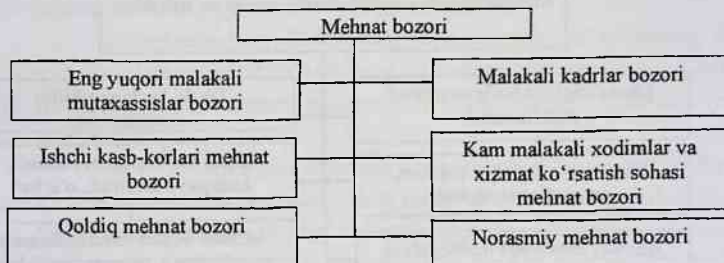 Mehnat bozori
Eng yuqori malakali
mutaxassislar bozori
Malakali kadrlar bozori
Ishchi kasb-korlari mehnat
bozori
Kam malakali xodimlar va
xizmat ko‘rsatish sohasi
mehnat bozori
Qoldiq mehnat bozori
Norasmiy mehnat bozori